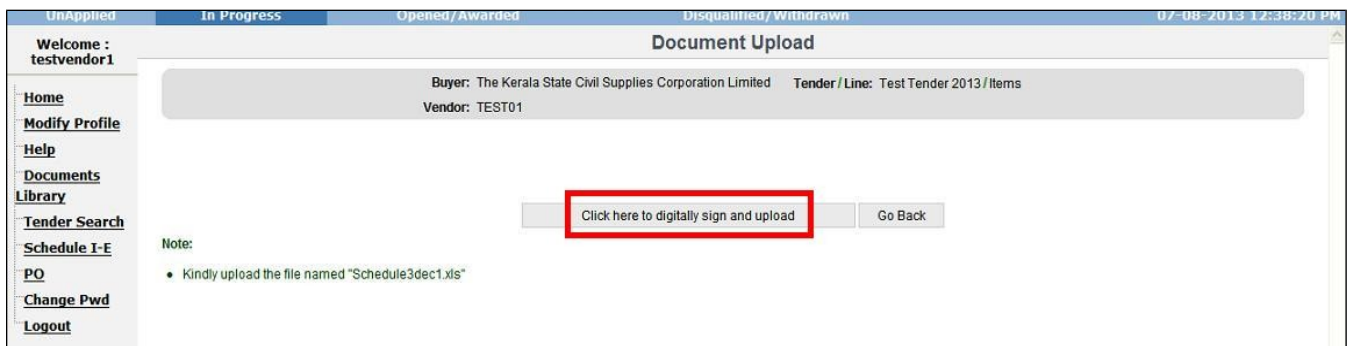 UnApplied In Progress Opened/Awarded Disqualified/Withdrawn 07-08-2013 12:38:20 PM
Welcome :
testvendor1
Document Upload
Buyer: The Kerala State Civil Supplies Corporation Limited Tender/Line: Test Tender 2013/Items
Vendor: TEST01
Home
Modify Profile
Help
Documents
Library
Tender Search
Schedule I-E
PO
Change Pwd
Logout
Click here to digitally sign and upload Go Back
Note:
• Kindly upload the file named "Schedule3dec1.xls"